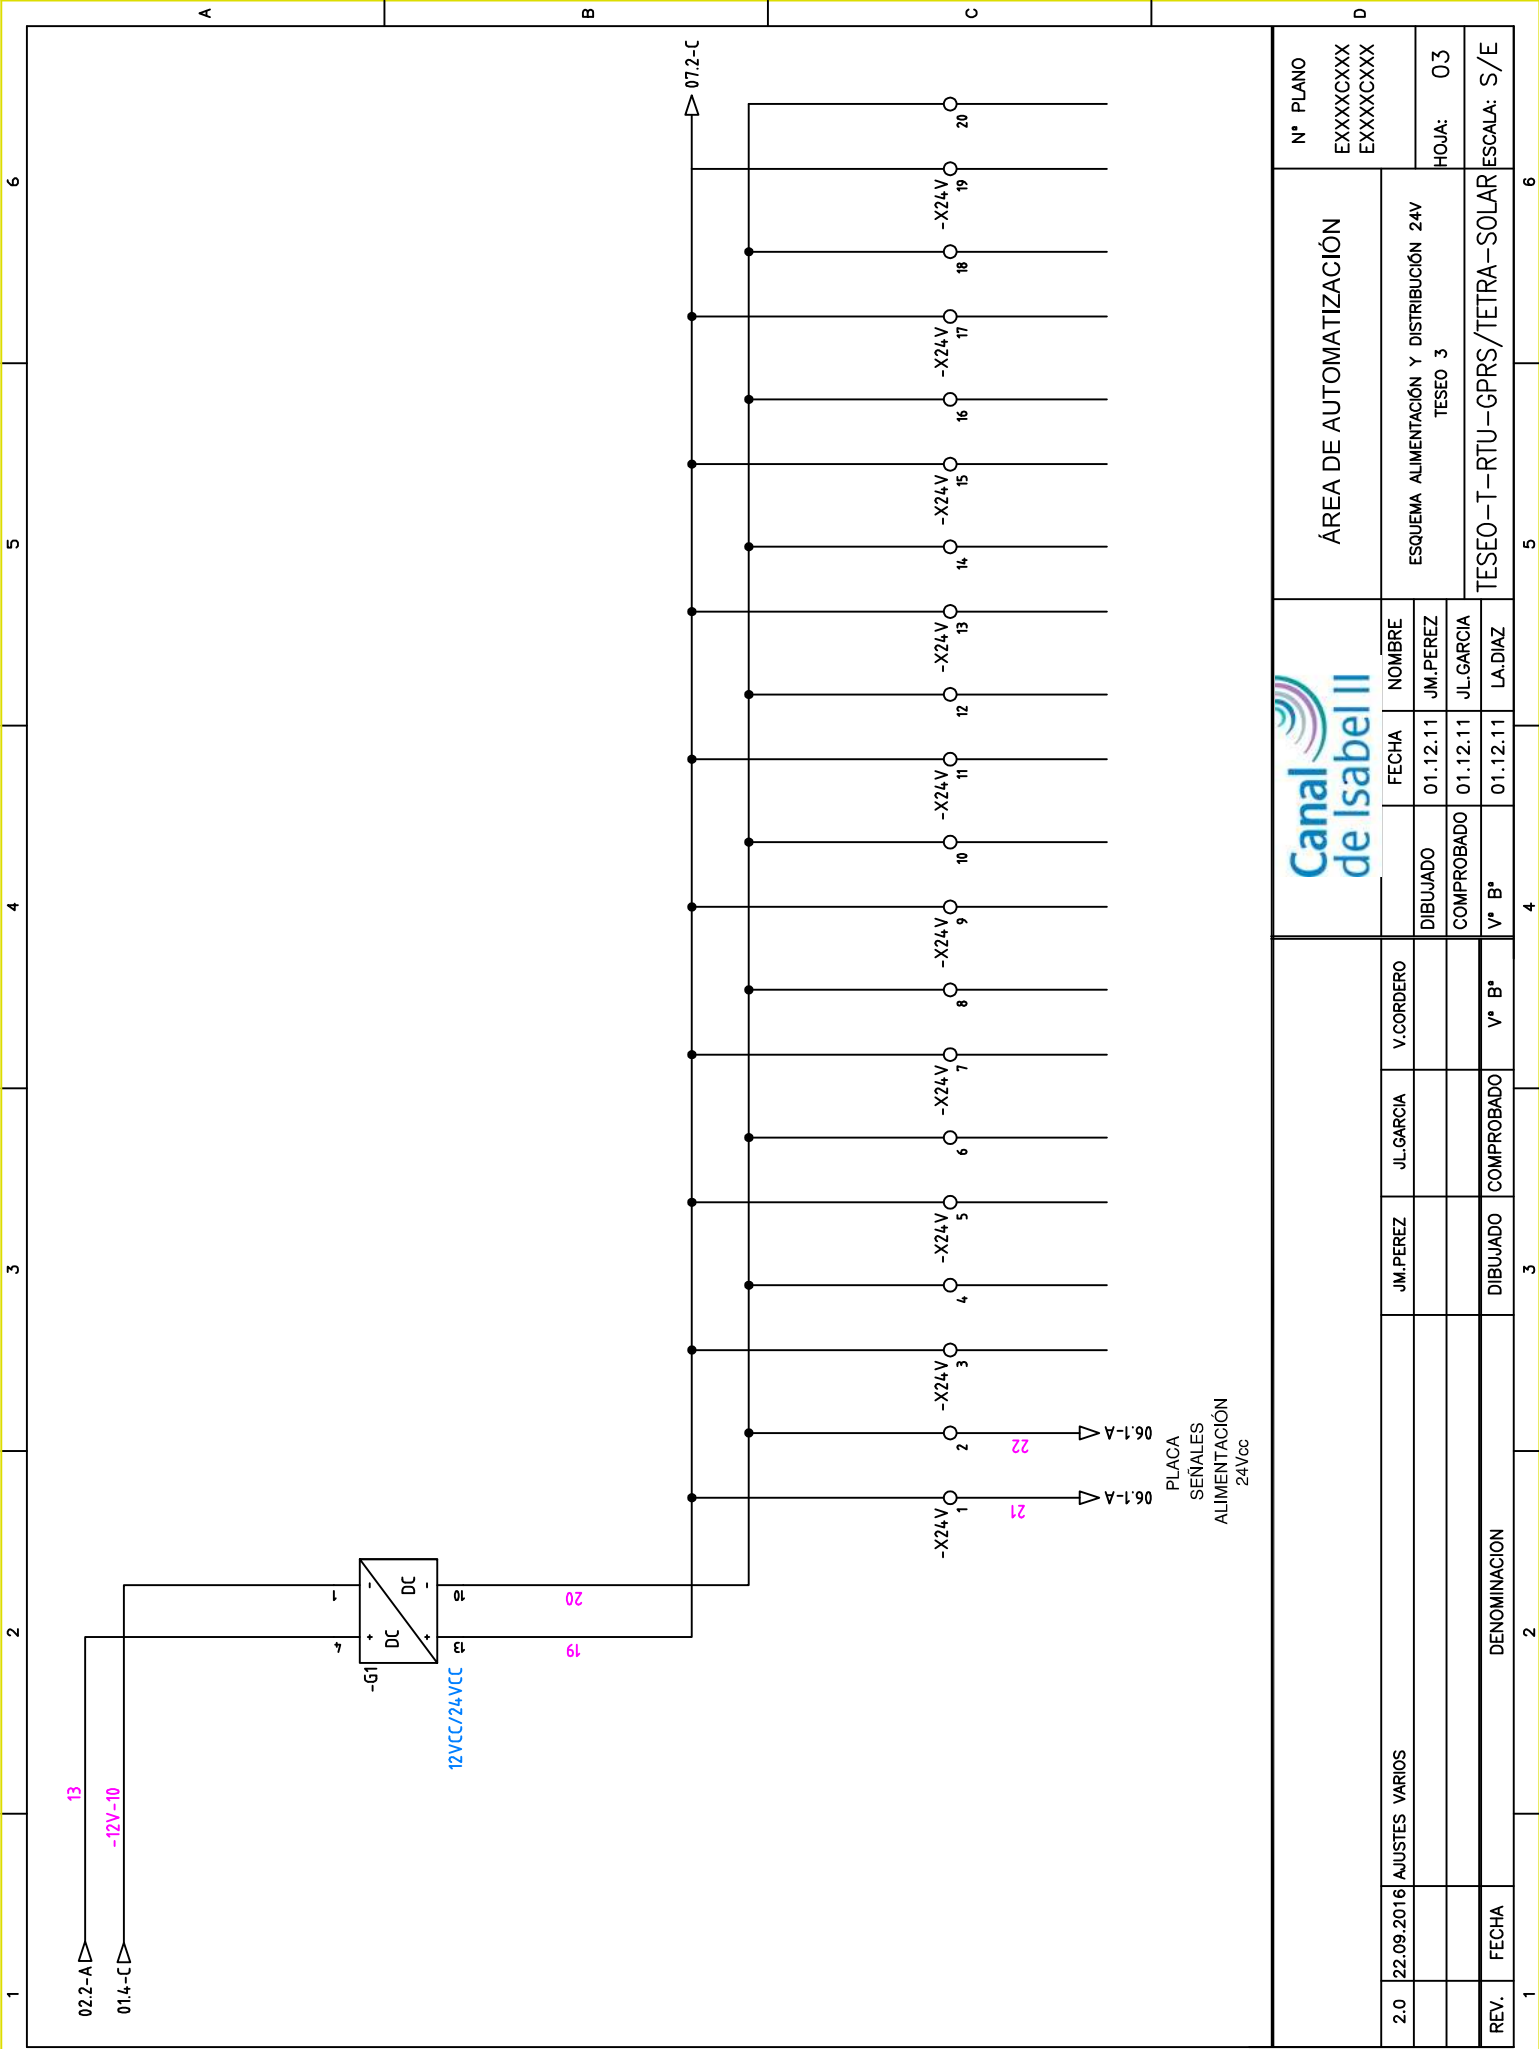 1 2 3 4 5 6
A
B
C
D
02.2-A
13
01.4-C
-12V-10
-G1
4 1
+ -
DC
DC
+ -
13 10
12VCC/24VCC
19 20
07.2-C
-X24V
1
2
-X24V
3
4
-X24V
5
6
-X24V
7
8
-X24V
9
10
-X24V
11
12
-X24V
13
14
-X24V
15
16
-X24V
17
18
-X24V
19
20
21 22
06.1-A 06.1-A
PLACA
SEÑALES
ALIMENTACIÓN
24Vcc
Canal
de Isabel II
ÁREA DE AUTOMATIZACIÓN
Nº PLANO
EXXXXCXXX
EXXXXCXXX
2.0 22.09.2016 AJUSTES VARIOS JM.PEREZ JL.GARCIA V.CORDERO
REV. FECHA DENOMINACION DIBUJADO COMPROBADO Vº Bº
FECHA NOMBRE
DIBUJADO 01.12.11 JM.PEREZ
COMPROBADO 01.12.11 JL.GARCIA
Vº Bº 01.12.11 LA.DIAZ
ESQUEMA ALIMENTACIÓN Y DISTRIBUCIÓN 24V
TESEO 3
HOJA: 03
TESEO-T-RTU-GPRS/TETRA-SOLAR
ESCALA: S/E
1 2 3 4 5 6